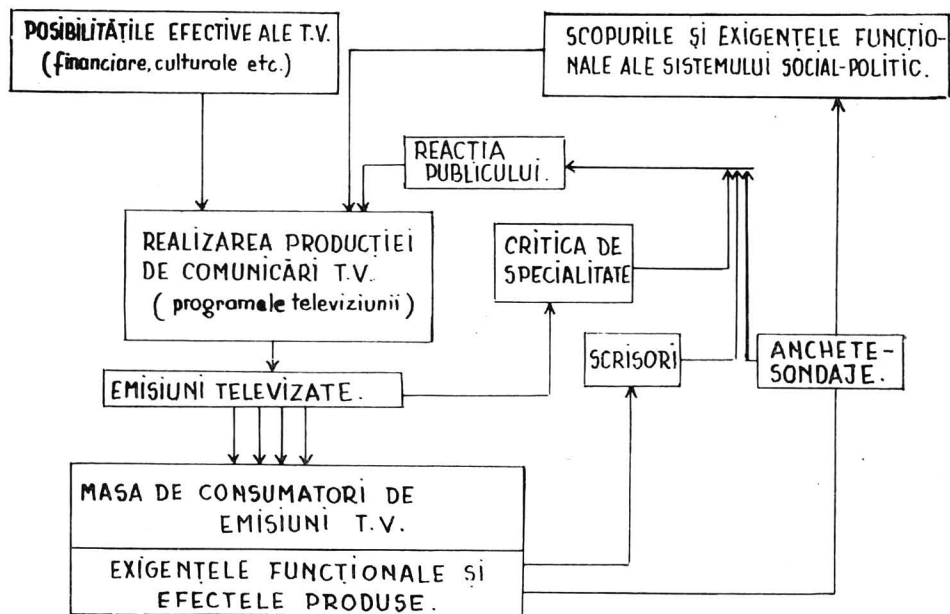 POSIBILITĂȚILE EFECTIVE ALE T.V.
(financiare, culturale etc.)
SCOPURILE ȘI EXIGENȚELE FUNCȚIO-
NALE ALE SISTEMULUI SOCIAL-POLITIC.
REACȚIA
PUBLICULUI.
REALIZAREA PRODUCȚIEI
DE COMUNICĂRI T.V.
(programele televiziunii)
CRITICA DE
SPECIALITATE
SCRISORI
ANCHETE-
SONDAJE.
EMISIUNI TELEVIZATE.
MASA DE CONSUMATORI DE
EMISIUNI T.V.
EXIGENȚELE FUNCȚIONALE ȘI
EFECTELE PRODUSE.